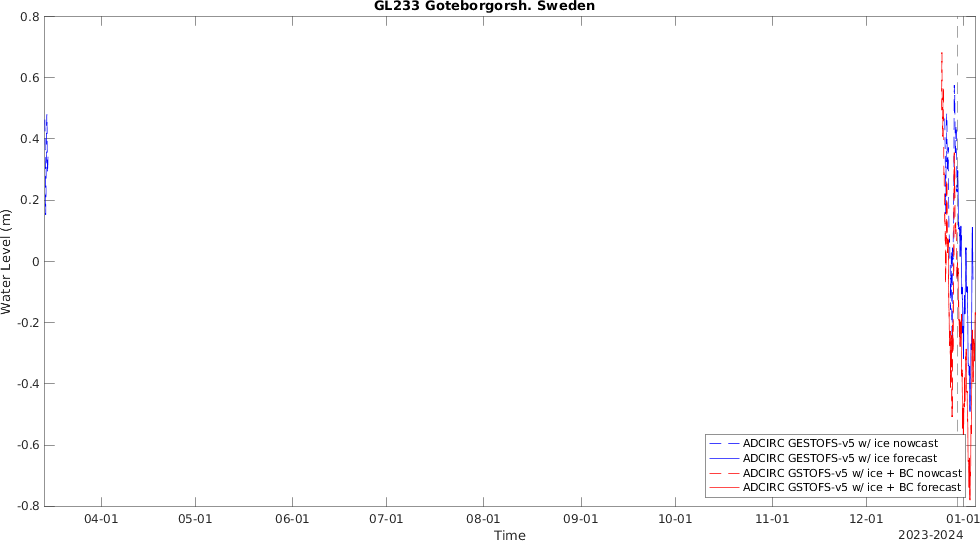 GL233 Goteborgorsh. Sweden
0.8
0.6
0.4
0.2
0
-0.2
-0.4
-0.6
-0.8
Water Level (m)
04-01
05-01
06-01
07-01
08-01
09-01
10-01
11-01
12-01
01-01
Time
2023-2024
ADCIRC GESTOFS-v5 w/ ice nowcast
ADCIRC GESTOFS-v5 w/ ice forecast
ADCIRC GSTOFS-v5 w/ ice + BC nowcast
ADCIRC GSTOFS-v5 w/ ice + BC forecast